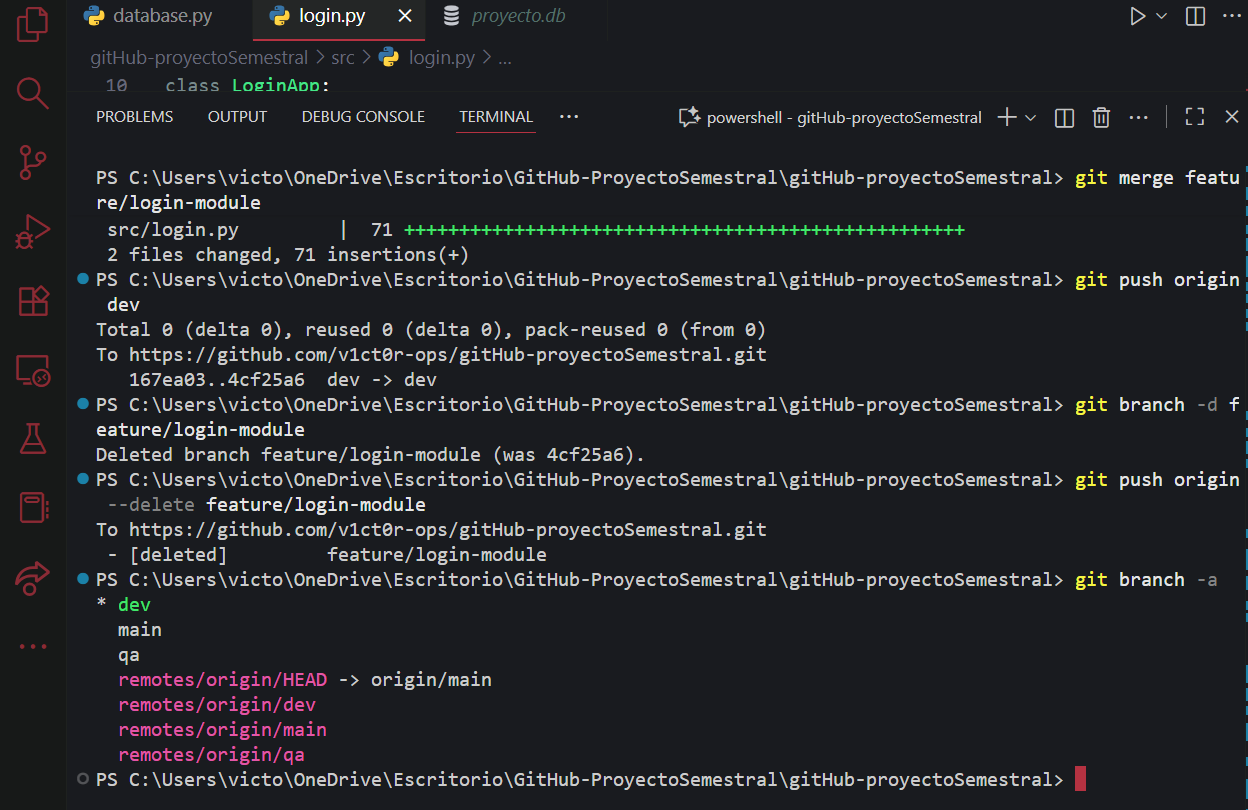 database.py login.py proyecto.db
gitHub-proyectoSemestral > src > login.py > ...
10 class LoginApp:
PROBLEMS OUTPUT DEBUG CONSOLE TERMINAL ... powershell - gitHub-proyectoSemestral
PS C:\Users\victo\OneDrive\Escritorio\GitHub-ProyectoSemestral\gitHub-proyectoSemestral> git merge featu
re/login-module
src/login.py | 71 +++++++++++++++++++++++++++++++++++++++++++++++++++
2 files changed, 71 insertions(+)
PS C:\Users\victo\OneDrive\Escritorio\GitHub-ProyectoSemestral\gitHub-proyectoSemestral> git push origin
dev
Total 0 (delta 0), reused 0 (delta 0), pack-reused 0 (from 0)
To https://github.com/v1ct0r-ops/gitHub-proyectoSemestral.git
167ea03..4cf25a6 dev -> dev
PS C:\Users\victo\OneDrive\Escritorio\GitHub-ProyectoSemestral\gitHub-proyectoSemestral> git branch -d f
eature/login-module
Deleted branch feature/login-module (was 4cf25a6).
PS C:\Users\victo\OneDrive\Escritorio\GitHub-ProyectoSemestral\gitHub-proyectoSemestral> git push origin
--delete feature/login-module
To https://github.com/v1ct0r-ops/gitHub-proyectoSemestral.git
- [deleted] feature/login-module
PS C:\Users\victo\OneDrive\Escritorio\GitHub-ProyectoSemestral\gitHub-proyectoSemestral> git branch -a
* dev
main
qa
remotes/origin/HEAD -> origin/main
remotes/origin/dev
remotes/origin/main
remotes/origin/qa
PS C:\Users\victo\OneDrive\Escritorio\GitHub-ProyectoSemestral\gitHub-proyectoSemestral>